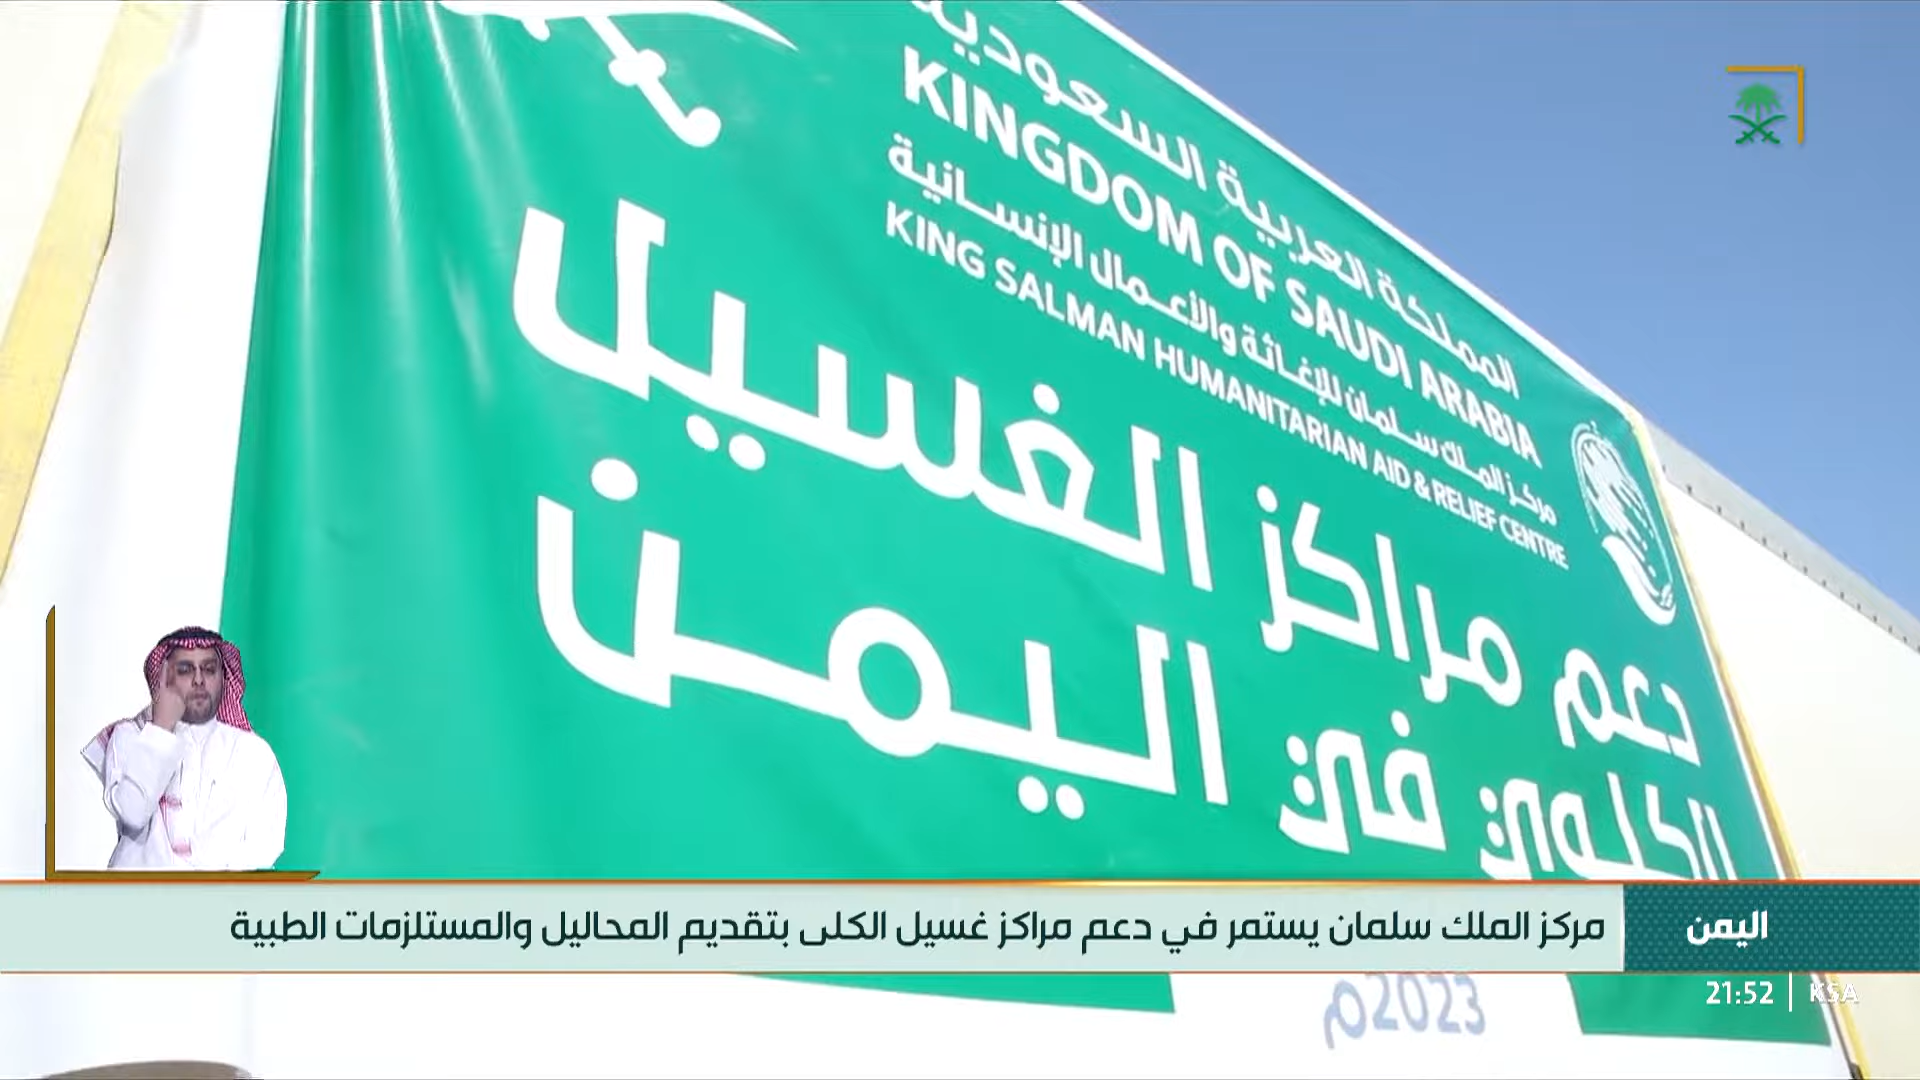 المملكة العربية السعودية
KINGDOM OF SAUDI ARABIA
مركز الملك سلمان للإغاثة والأعمال الإنسانية
KING SALMAN HUMANITARIAN AID & RELIEF CENTRE
دعم مراكز الغسيل
الكلوي في اليمن
اليمن
مركز الملك سلمان يستمر في دعم مراكز غسيل الكلى بتقديم المحاليل والمستلزمات الطبية
2023م
21:52 | KSA